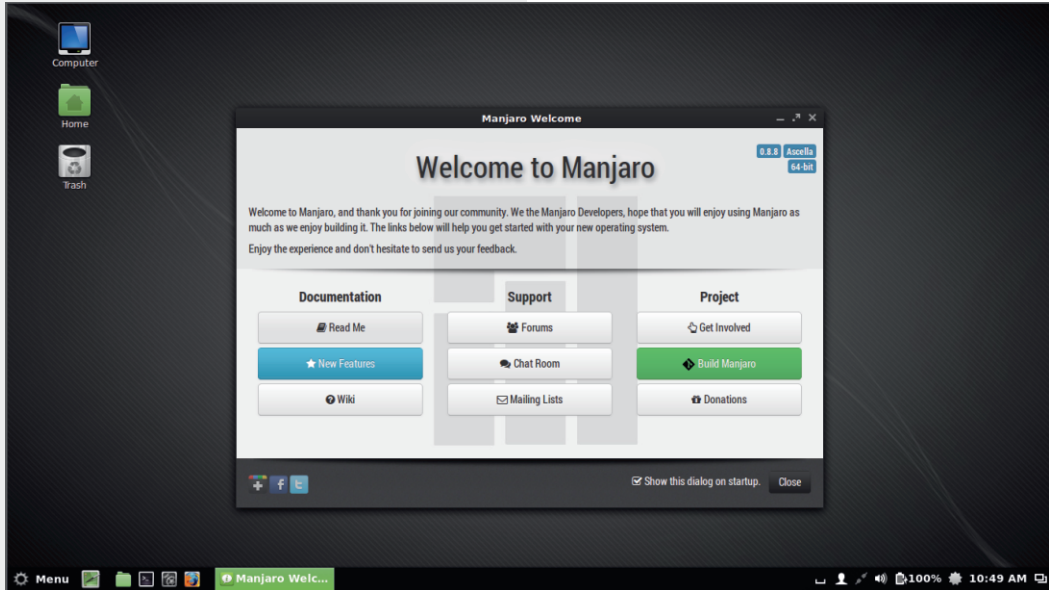 Computer
Home
Trash
Manjaro Welcome
Welcome to Manjaro
0.8.8 Ascella
64-bit
Welcome to Manjaro, and thank you for joining our community. We the Manjaro Developers, hope that you will enjoy using Manjaro as
much as we enjoy building it. The links below will help you get started with your new operating system.
Enjoy the experience and don't hesitate to send us your feedback.
Documentation Support Project
Read Me Forums Get Involved
New Features Chat Room Build Manjaro
Wiki Mailing Lists Donations
Show this dialog on startup. Close
Menu Manjaro Welc... 100% 10:49 AM